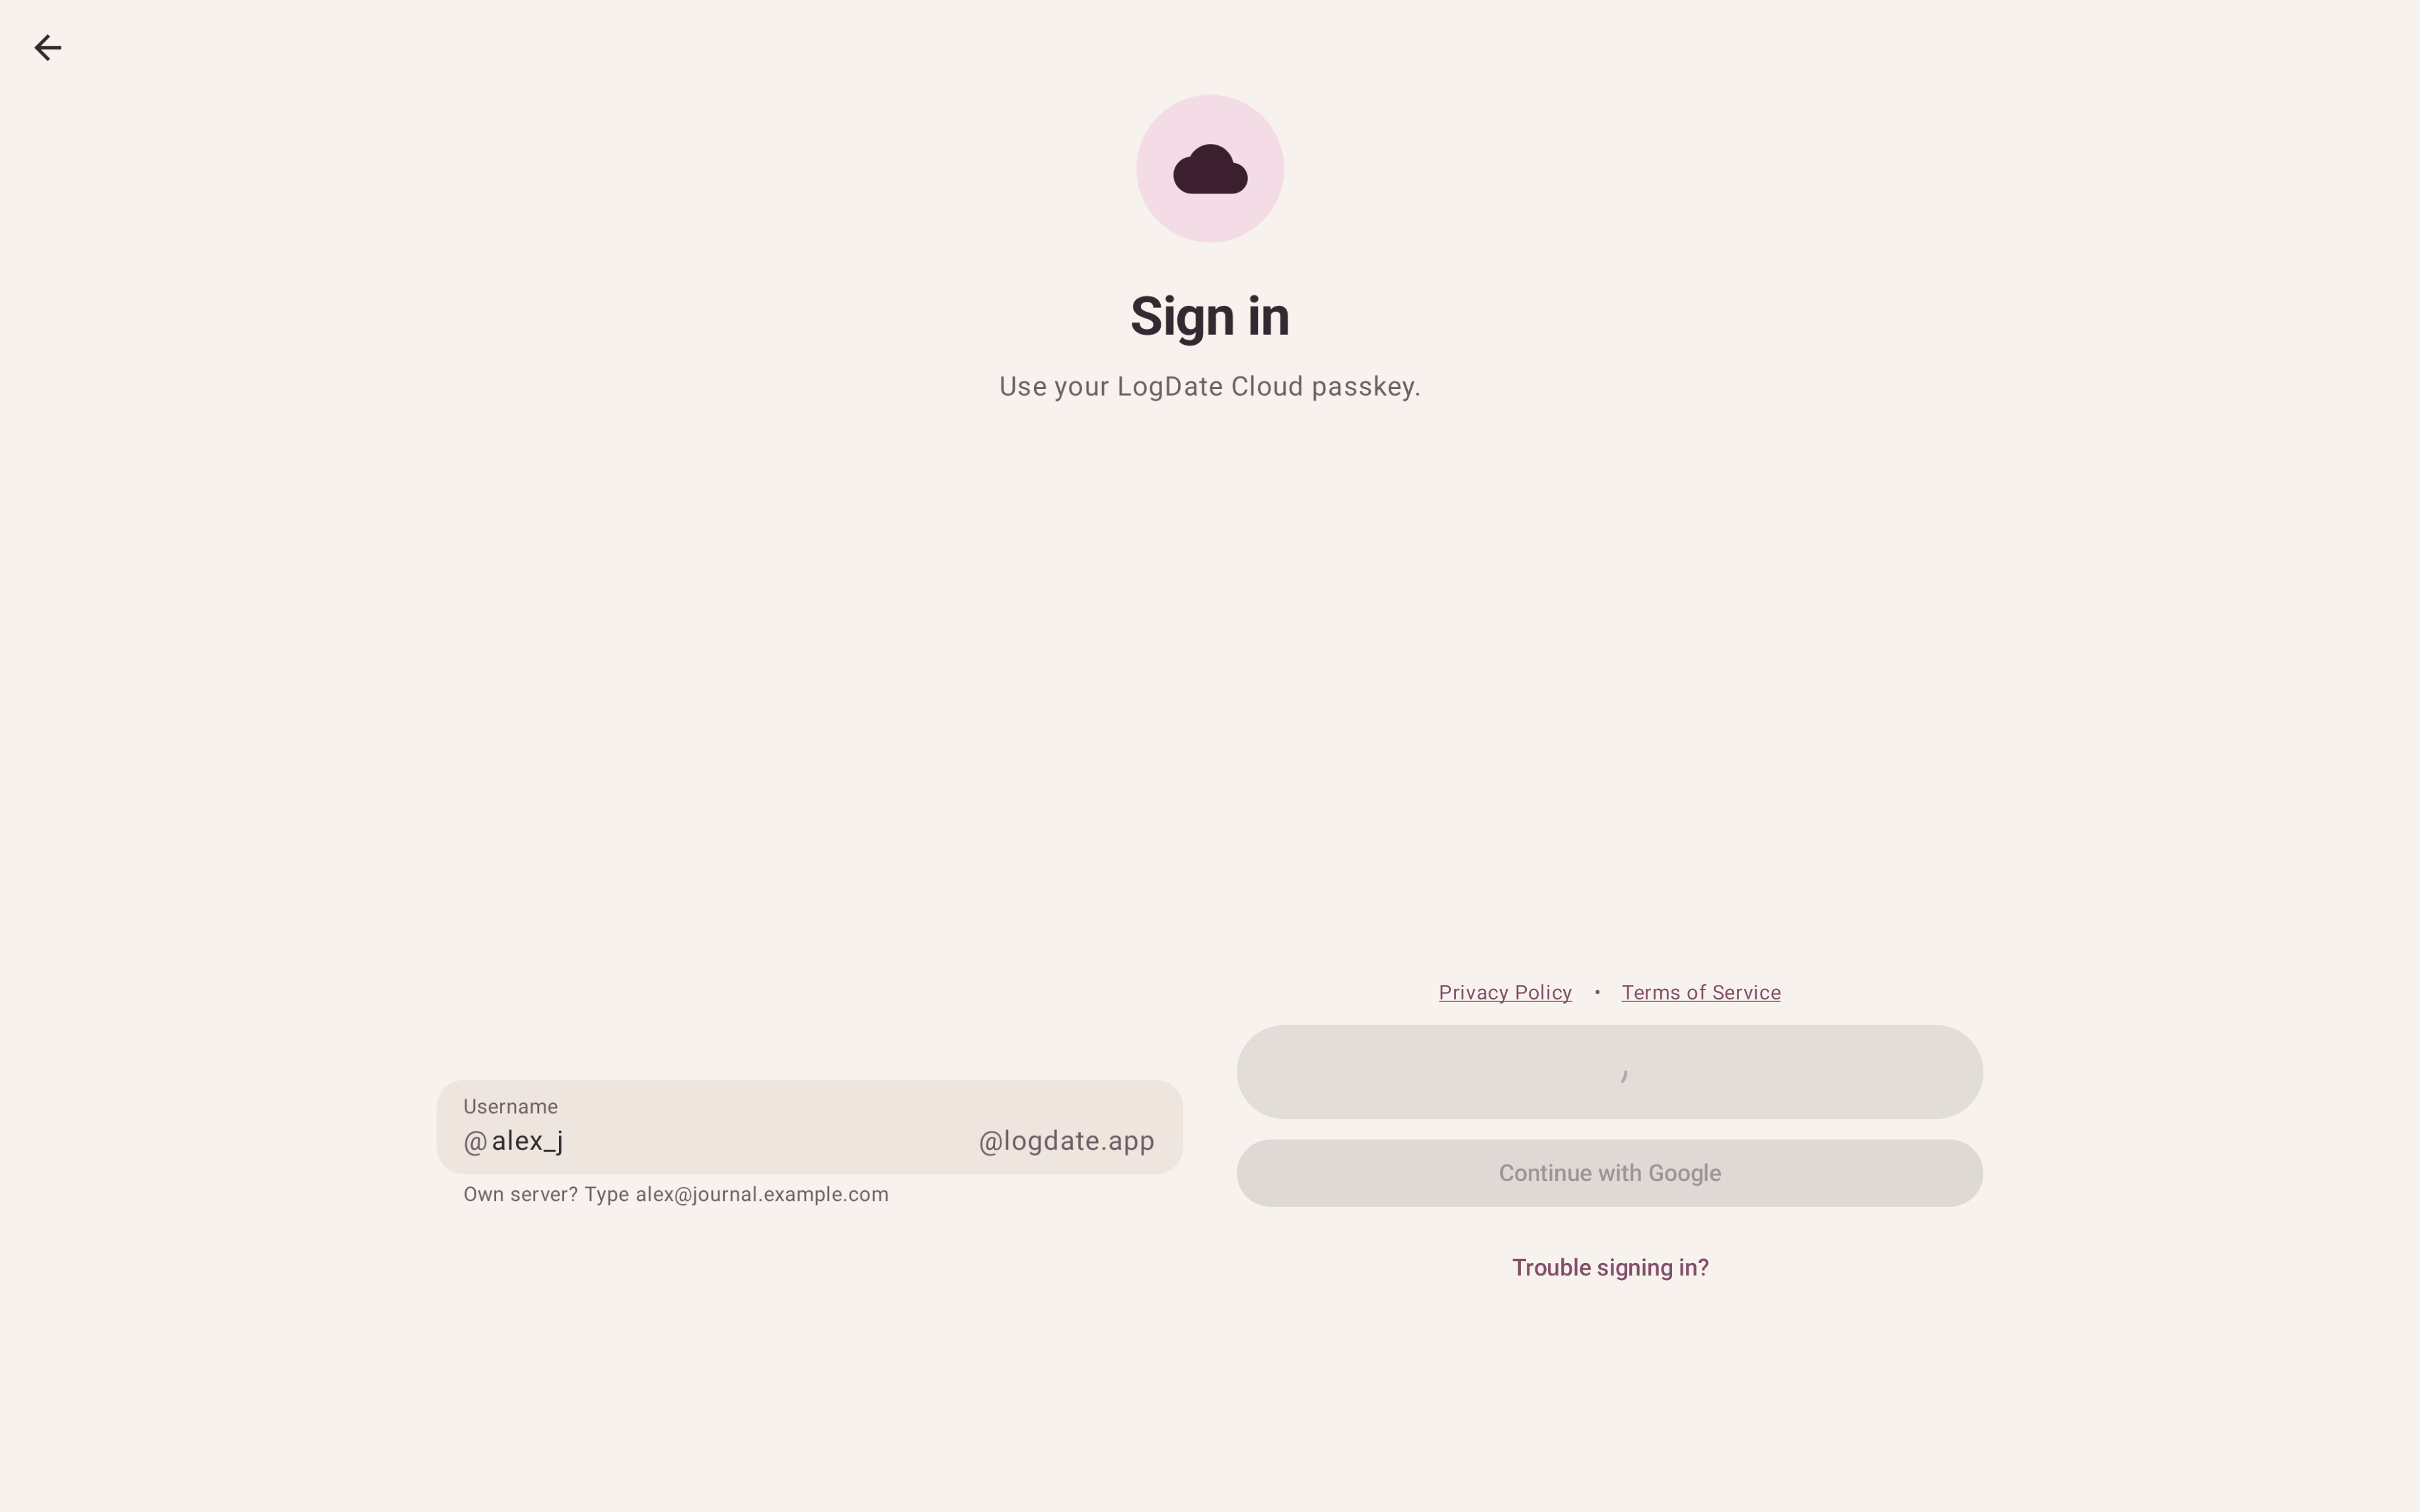 Sign in
Use your LogDate Cloud passkey.
Privacy Policy • Terms of Service
Username
@alex_j @logdate.app
Own server? Type alex@journal.example.com
Continue with Google
Trouble signing in?